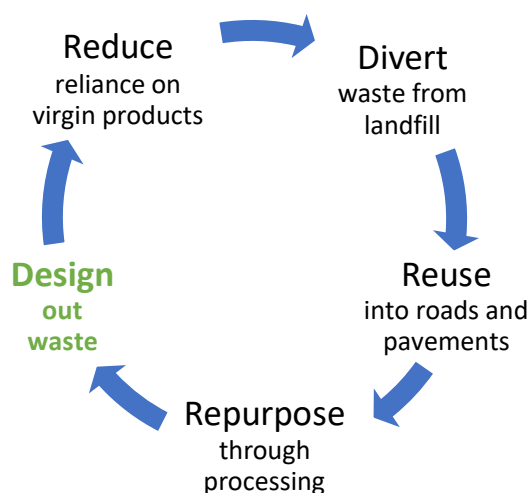 Reduce
reliance on
virgin products
Divert
waste from
landfill
Reuse
into roads and
pavements
Repurpose
through
processing
Design
out
waste